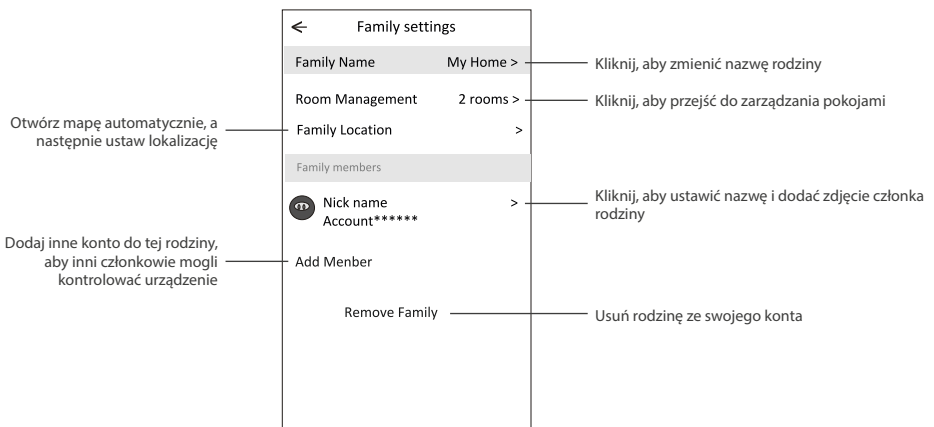 ← Family settings
Family Name My Home >
Kliknij, aby zmienić nazwę rodziny
Room Management 2 rooms >
Kliknij, aby przejść do zarządzania pokojami
Otwórz mapę automatycznie, a
następnie ustaw lokalizację
Family Location >
Family members
Nick name >
Account******
Kliknij, aby ustawić nazwę i dodać zdjęcie członka
rodziny
Dodaj inne konto do tej rodziny,
aby inni członkowie mogli
kontrolować urządzenie
Add Menber
Remove Family
Usuń rodzinę ze swojego konta